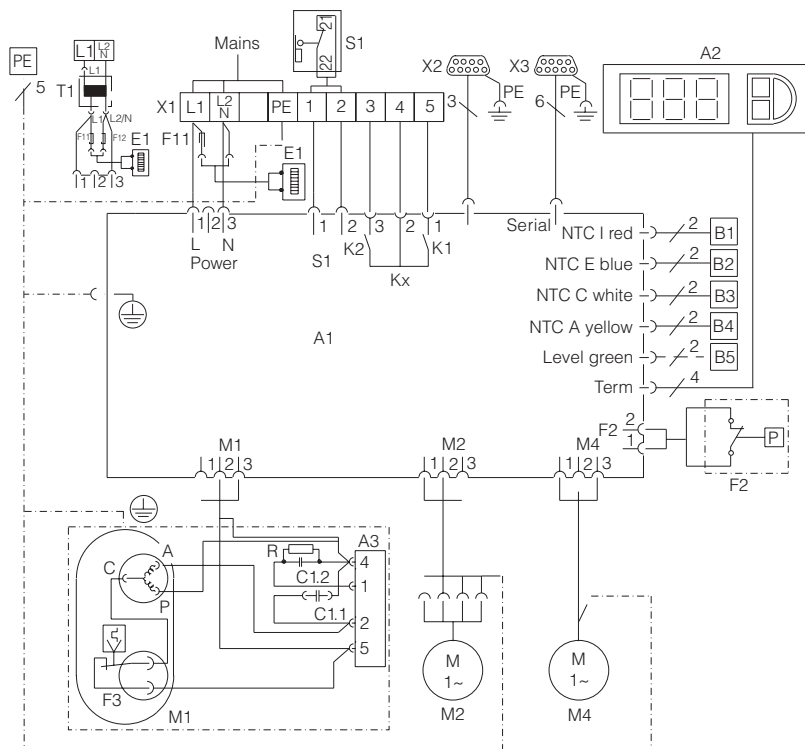 PE
5
L1
L2
N
L1
T1
L1
L2/N
F11
F12
E1
1 2 3
Mains
X1
L1
L2
N
PE
1
2
3
4
5
F11
E1
21
22
S1
X2
PE
3
X3
PE
6
A2
1 2 3
L N
Power
1 2
S1
3 2 1
K2 K1
Kx
Serial
NTC I red 2 B1
NTC E blue 2 B2
NTC C white 2 B3
NTC A yellow 2 B4
Level green 2 B5
Term 4
A1
F2
2
1
P
F2
M1
1 2 3
M2
1 2 3
M4
1 2 3
A
C
P
F3
M1
R
C1.2
C1.1
A3
4
1
2
5
M
1~
M2
M
1~
M4